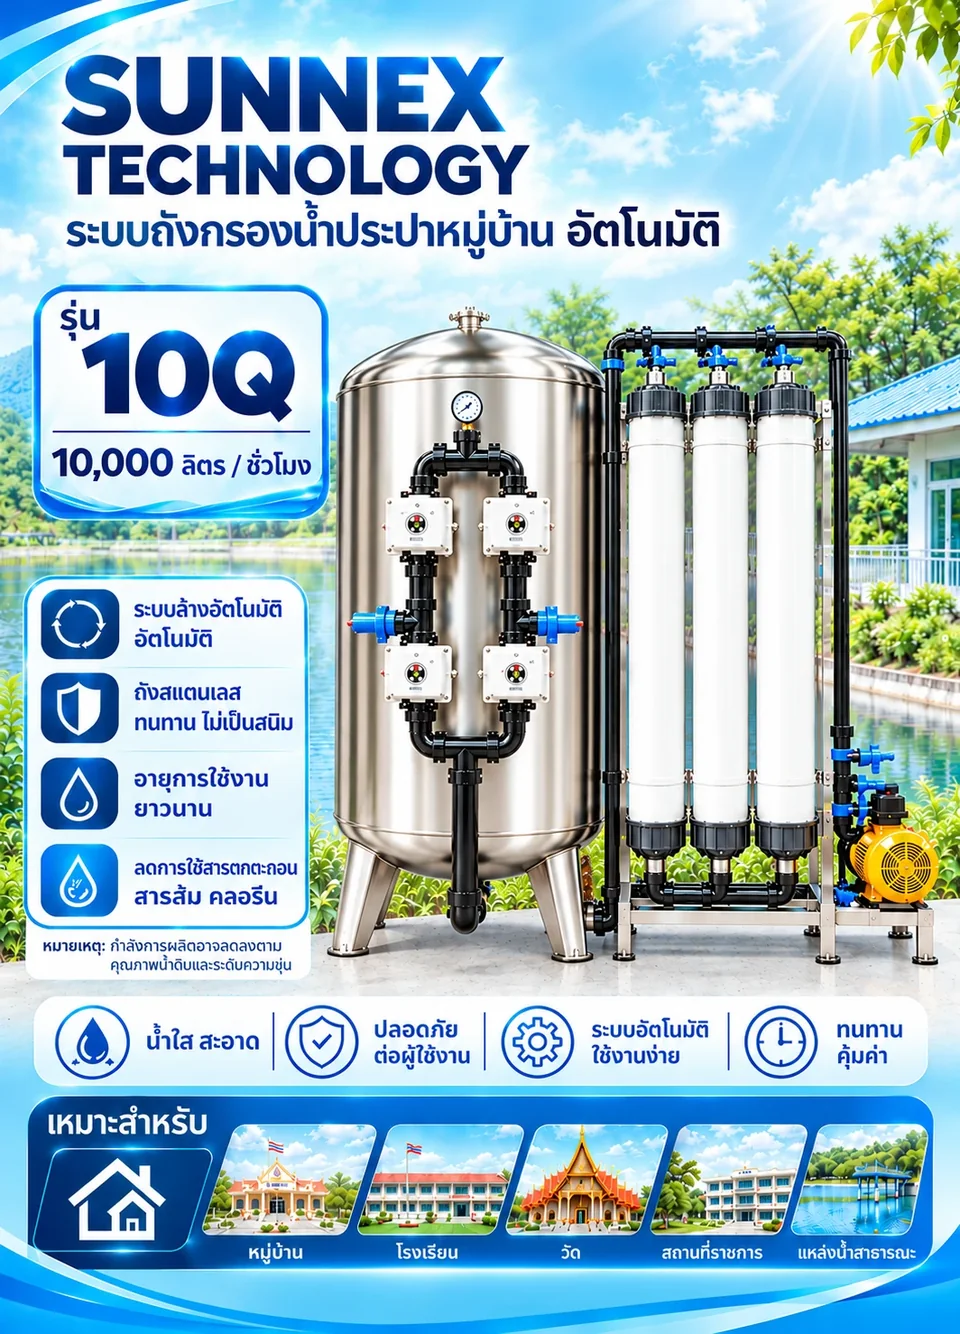 SUNNEX
TECHNOLOGY
ระบบถังกรองน้ำประปาหมู่บ้าน อัตโนมัติ
รุ่น
10Q
10,000 ลิตร / ชั่วโมง
ระบบล้างอัตโนมัติ
อัตโนมัติ
ถังสแตนเลส
ทนทาน ไม่เป็นสนิม
อายุการใช้งาน
ยาวนาน
ลดการใช้สารตกตะกอน
สารส้ม คลอรีน
หมายเหตุ: กำลังการผลิตอาจลดลงตาม
คุณภาพน้ำดิบและระดับความขุ่น
น้ำใส สะอาด
ปลอดภัย
ต่อผู้ใช้งาน
ระบบอัตโนมัติ
ใช้งานง่าย
ทนทาน
คุ้มค่า
เหมาะสำหรับ
หมู่บ้าน
โรงเรียน
วัด
สถานที่ราชการ
แหล่งน้ำสาธารณะ